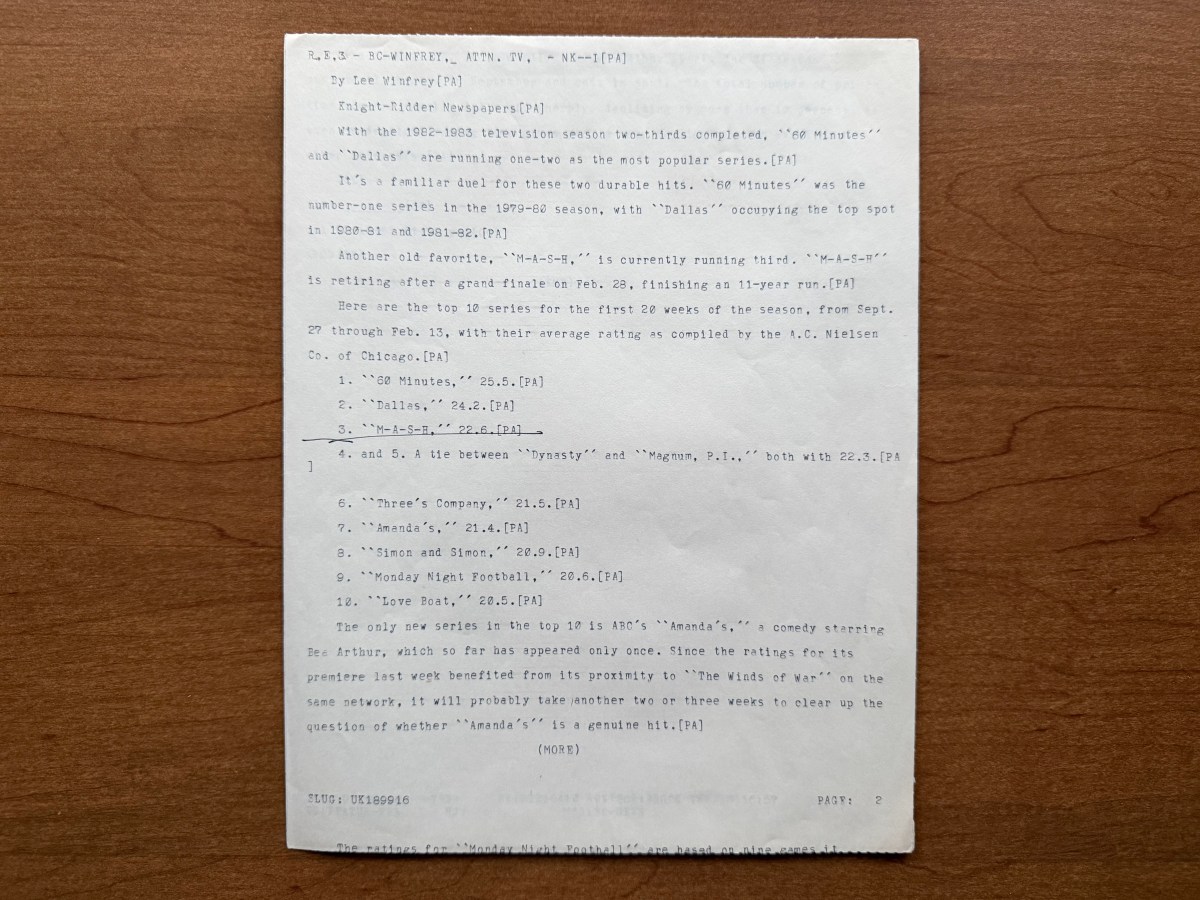 R,E,3 - BC-WINFREY,_ ATTN. TV, - NK--I[PA]
By Lee Winfrey[PA]
Knight-Ridder Newspapers[PA]
With the 1982-1983 television season two-thirds completed, ``60 Minutes´´
and ``Dallas´´ are running one-two as the most popular series.[PA]
It´s a familiar duel for these two durable hits. ``60 Minutes´´ was the
number-one series in the 1979-80 season, with ``Dallas´´ occupying the top spot
in 1980-81 and 1981-82.[PA]
Another old favorite, ``M-A-S-H,´´ is currently running third. ``M-A-S-H´´
is retiring after a grand finale on Feb. 28, finishing an 11-year run.[PA]
Here are the top 10 series for the first 20 weeks of the season, from Sept.
27 through Feb. 13, with their average rating as compiled by the A.C. Nielsen
Co. of Chicago.[PA]
1. ``60 Minutes,´´ 25.5.[PA]
2. ``Dallas,´´ 24.2.[PA]
3. ``M-A-S-H,´´ 22.6.[PA]
4. and 5. A tie between ``Dynasty´´ and ``Magnum, P.I.,´´ both with 22.3.[PA
]
6. ``Three´s Company,´´ 21.5.[PA]
7. ``Amanda´s,´´ 21.4.[PA]
8. ``Simon and Simon,´´ 20.9.[PA]
9. ``Monday Night Football,´´ 20.6.[PA]
10. ``Love Boat,´´ 20.5.[PA]
The only new series in the top 10 is ABC´s ``Amanda´s,´´ a comedy starring
Bea Arthur, which so far has appeared only once. Since the ratings for its
premiere last week benefited from its proximity to ``The Winds of War´´ on the
same network, it will probably take another two or three weeks to clear up the
question of whether ``Amanda´s´´ is a genuine hit.[PA]
(MORE)
SLUG: UK189916 PAGE: 2
The ratings for ``Monday Night Football´´ are based on nine games it